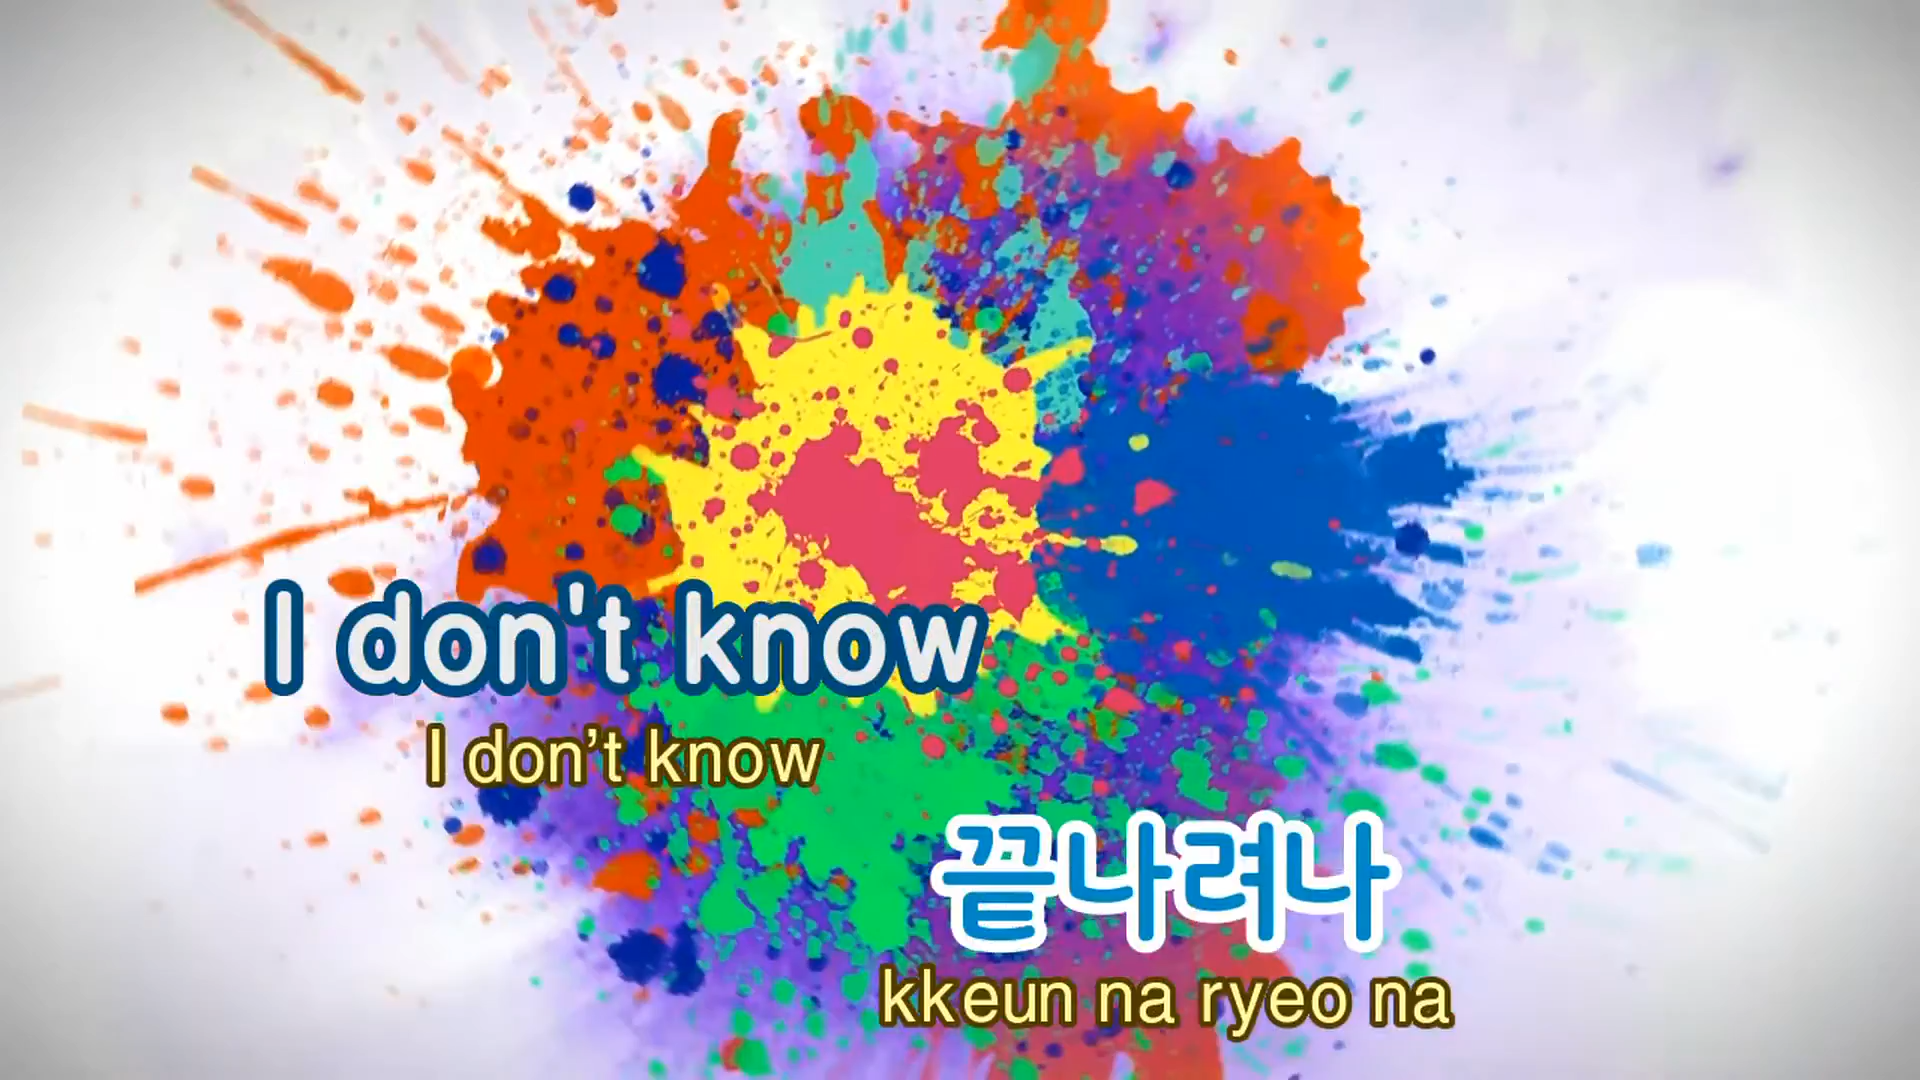 I don't know
I don’t know
끝나려나
kkeun na ryeo na